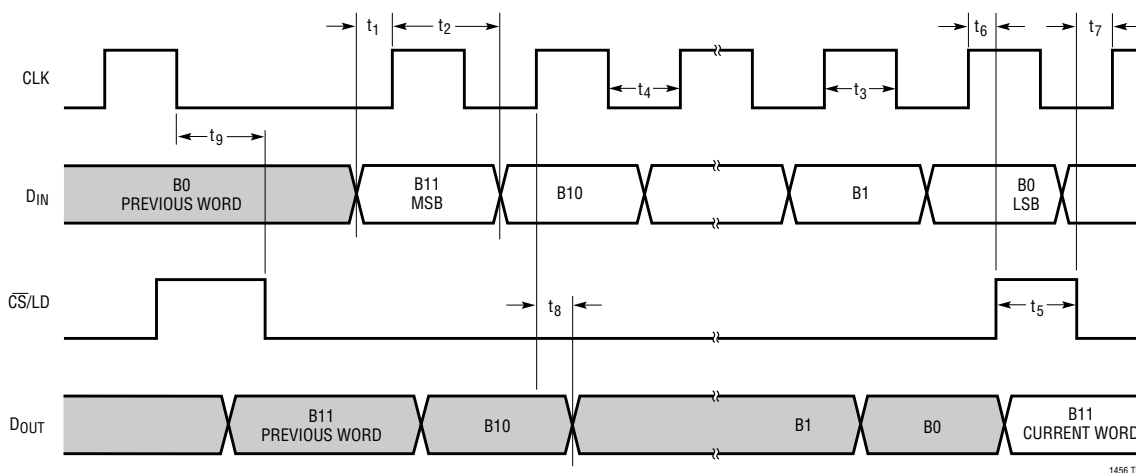 t1
t2
t6
t7
CLK
t4
t3
t9
DIN
B0
PREVIOUS WORD
B11
MSB
B10
B1
B0
LSB
CS/LD
t8
t5
DOUT
B11
PREVIOUS WORD
B10
B1
B0
B11
CURRENT WORD